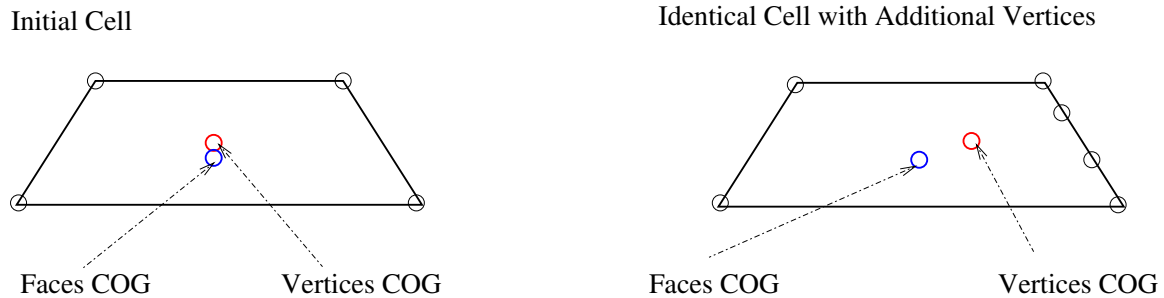 Initial Cell
Identical Cell with Additional Vertices
Faces COG
Vertices COG
Faces COG
Vertices COG